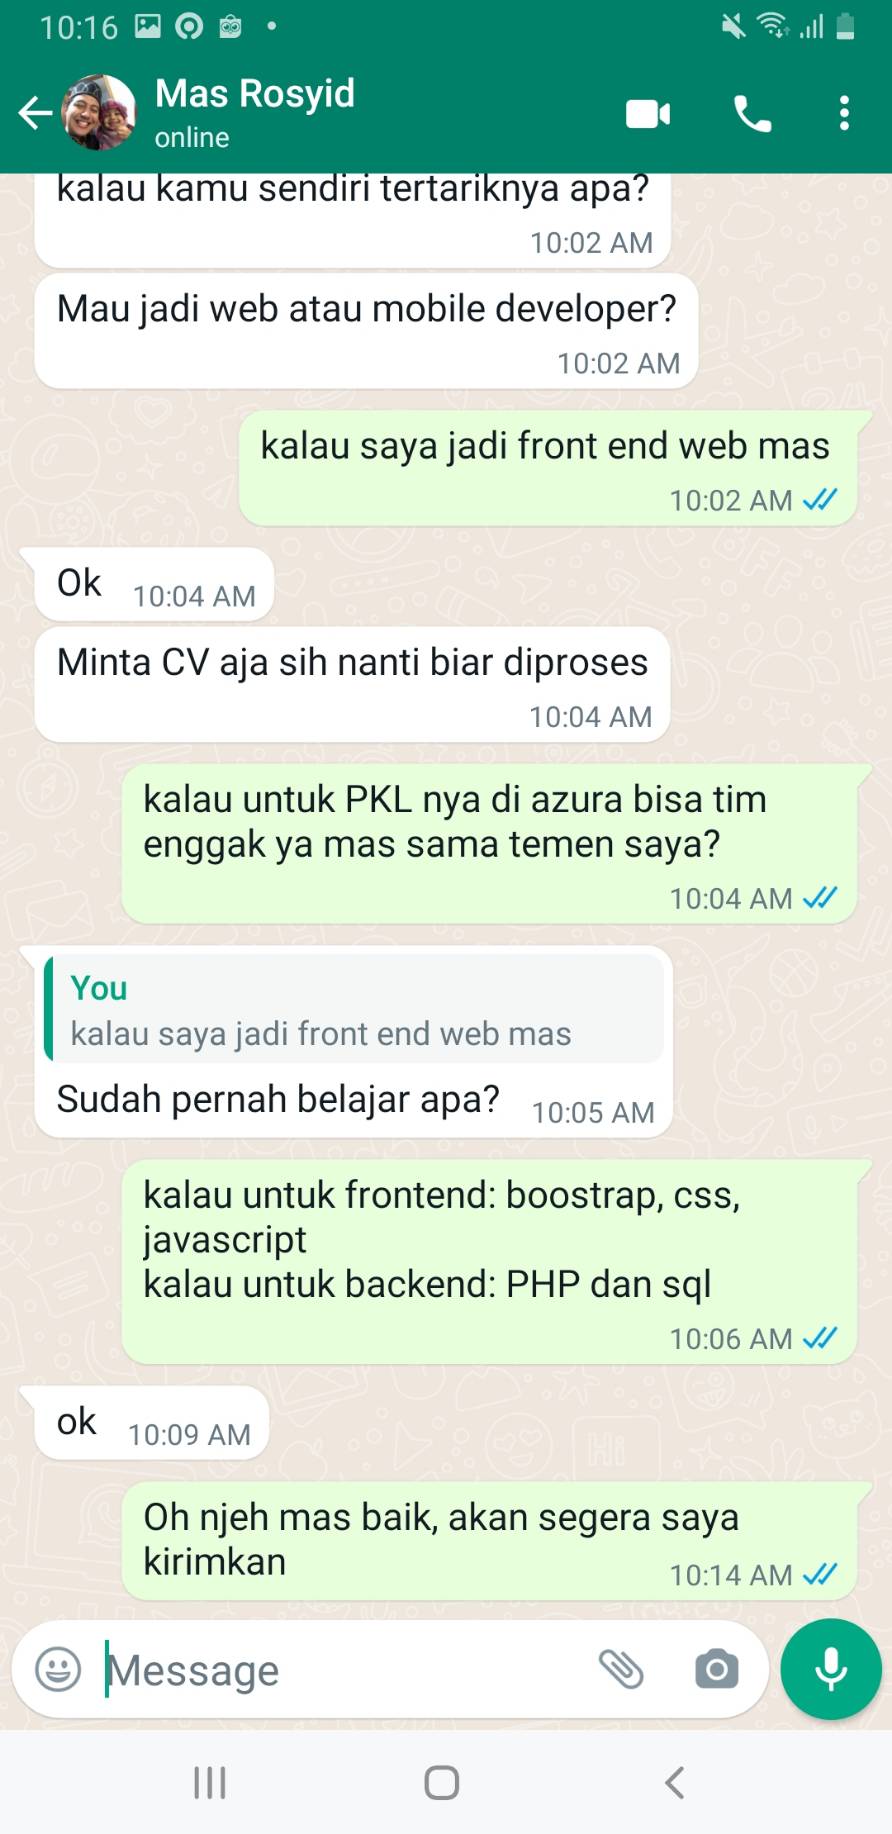 10:16
Mas Rosyid
online
kalau kamu sendiri tertariknya apa?
10:02 AM
Mau jadi web atau mobile developer?
10:02 AM
kalau saya jadi front end web mas
10:02 AM
Ok 10:04 AM
Minta CV aja sih nanti biar diproses
10:04 AM
kalau untuk PKL nya di azura bisa tim
enggak ya mas sama temen saya?
10:04 AM
You
kalau saya jadi front end web mas
Sudah pernah belajar apa? 10:05 AM
kalau untuk frontend: boostrap, css,
javascript
kalau untuk backend: PHP dan sql
10:06 AM
ok 10:09 AM
Oh njeh mas baik, akan segera saya
kirimkan 10:14 AM
Message